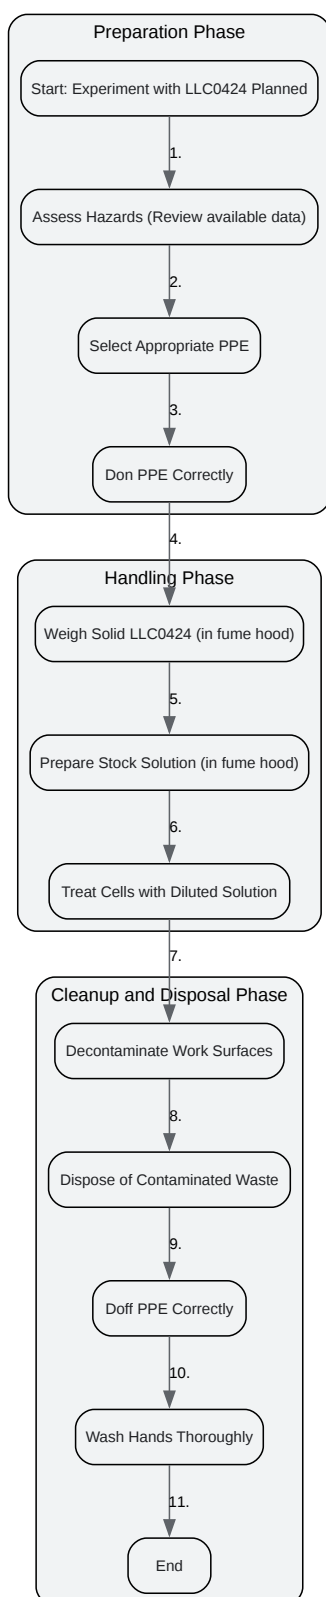 Preparation Phase
Start: Experiment with LLC0424 Planned
1.
Assess Hazards (Review available data)
2.
Select Appropriate PPE
3.
Don PPE Correctly
4.
Handling Phase
Weigh Solid LLC0424 (in fume hood)
5.
Prepare Stock Solution (in fume hood)
6.
Treat Cells with Diluted Solution
7.
Cleanup and Disposal Phase
Decontaminate Work Surfaces
8.
Dispose of Contaminated Waste
9.
Doff PPE Correctly
10.
Wash Hands Thoroughly
11.
End